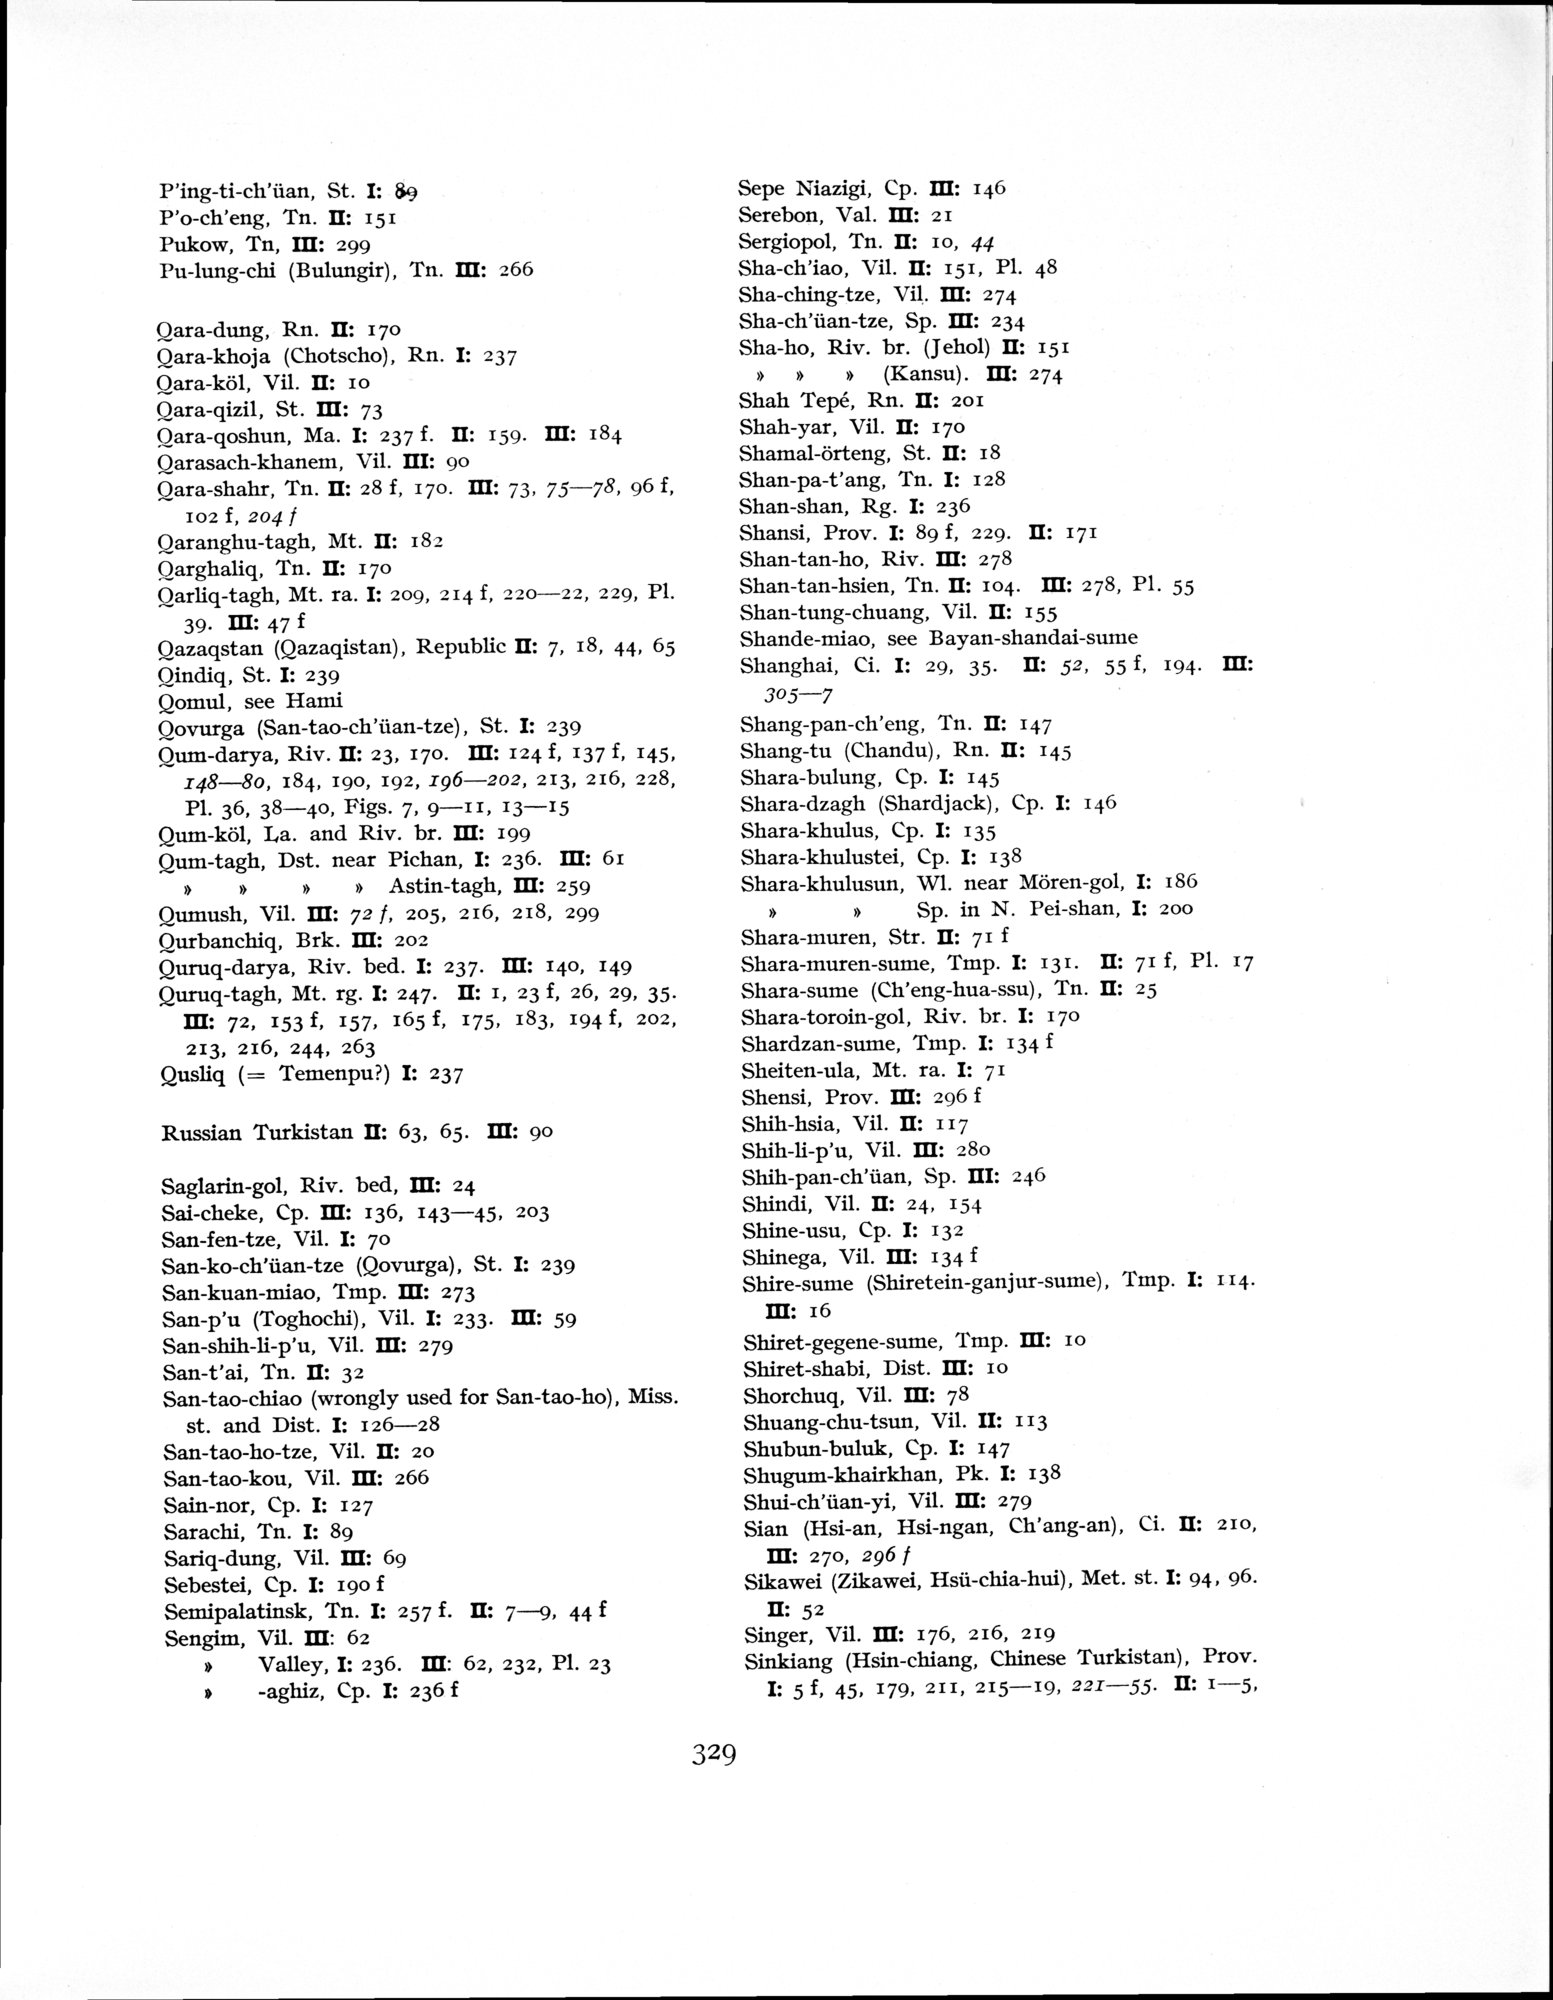 P'ing-ti-ch'üan, St. I: 89
P'o-ch'eng, Tn. II: 151
Pukow, Tn, III: 299
Pu-lung-chi (Bulungir), Tn. III: 266
Qara-dung, Rn. II: 170
Qara-khoja (Chotscho), Rn. I: 237
Qara-köl, Vil. II: 10
Qara-qizil, St. III: 73
Qara-qoshun, Ma. I: 237 f. II: 159. III: 184
Qarasach-khanem, Vil. III: 90
Qara-shahr, Tn. II: 28 f, 170. III: 73, 75—78, 96 f,
102 f, 204 f
Qaranghu-tagh, Mt. II: 182
Qarghaliq, Tn. II: 170
Qarliq-tagh, Mt. ra. I: 209, 214 f, 220—22, 229, Pl.
39. III: 47 f
Qazaqstan (Qazaqistan), Republic II: 7, 18, 44, 65
Qindiq, St. I: 239
Qomul, see Hami
Qovurga (San-tao-ch'üan-tze), St. I: 239
Qum-darya, Riv. II: 23, 170. III: 124 f, 137 f, 145,
148—80, 184, 190, 192, 196—202, 213, 216, 228,
Pl. 36, 38—40, Figs. 7, 9—11, 13—15
Qum-köl, La. and Riv. br. III: 199
Qum-tagh, Dst. near Pichan, I: 236. III: 61
» » » » Astin-tagh, III: 259
Qumush, Vil. III: 72 f, 205, 216, 218, 299
Qurbanchiq, Brk. III: 202
Quruq-darya, Riv. bed. I: 237. III: 140, 149
Quruq-tagh, Mt. rg. I: 247. II: 1, 23 f, 26, 29, 35.
III: 72, 153 f, 157, 165 f, 175, 183, 194 f, 202,
213, 216, 244, 263
Qusliq (= Temenpu?) I: 237
Russian Turkistan II: 63, 65. III: 90
Saglarin-gol, Riv. bed, III: 24
Sai-cheke, Cp. III: 136, 143—45, 203
San-fen-tze, Vil. I: 70
San-ko-ch'üan-tze (Qovurga), St. I: 239
San-kuan-miao, Tmp. III: 273
San-p'u (Toghochi), Vil. I: 233. III: 59
San-shih-li-p'u, Vil. III: 279
San-t'ai, Tn. II: 32
San-tao-chiao (wrongly used for San-tao-ho), Miss.
st. and Dist. I: 126—28
San-tao-ho-tze, Vil. II: 20
San-tao-kou, Vil. III: 266
Sain-nor, Cp. I: 127
Sarachi, Tn. I: 89
Sariq-dung, Vil. III: 69
Sebestei, Cp. I: 190 f
Semipalatinsk, Tn. I: 257 f. II: 7—9, 44 f
Sengim, Vil. III: 62
» Valley, I: 236. III: 62, 232, Pl. 23
» -aghiz, Cp. I: 236 f
Sepe Niazigi, Cp. III: 146
Serebon, Val. III: 21
Sergiopol, Tn. II: 10, 44
Sha-ch'iao, Vil. II: 151, Pl. 48
Sha-ching-tze, Vil. III: 274
Sha-ch'üan-tze, Sp. III: 234
Sha-ho, Riv. br. (Jehol) II: 151
» » » (Kansu). III: 274
Shah Tepé, Rn. II: 201
Shah-yar, Vil. II: 170
Shamal-örteng, St. II: 18
Shan-pa-t'ang, Tn. I: 128
Shan-shan, Rg. I: 236
Shansi, Prov. I: 89 f, 229. II: 171
Shan-tan-ho, Riv. III: 278
Shan-tan-hsien, Tn. II: 104. III: 278, Pl. 55
Shan-tung-chuang, Vil. II: 155
Shande-miao, see Bayan-shandai-sume
Shanghai, Ci. I: 29, 35. II: 52, 55 f, 194. III:
305—7
Shang-pan-ch'eng, Tn. II: 147
Shang-tu (Chandu), Rn. II: 145
Shara-bulung, Cp. I: 145
Shara-dzagh (Shardjack), Cp. I: 146
Shara-khulus, Cp. I: 135
Shara-khulustei, Cp. I: 138
Shara-khulusun, Wl. near Mören-gol, I: 186
» » Sp. in N. Pei-shan, I: 200
Shara-muren, Str. II: 71 f
Shara-muren-sume, Tmp. I: 131. II: 71 f, Pl. 17
Shara-sume (Ch'eng-hua-ssu), Tn. II: 25
Shara-toroin-gol, Riv. br. I: 170
Shardzan-sume, Tmp. I: 134 f
Sheiten-ula, Mt. ra. I: 71
Shensi, Prov. III: 296 f
Shih-hsia, Vil. II: 117
Shih-li-p'u, Vil. III: 280
Shih-pan-ch'üan, Sp. III: 246
Shindi, Vil. II: 24, 154
Shine-usu, Cp. I: 132
Shinega, Vil. III: 134 f
Shire-sume (Shiretein-ganjur-sume), Tmp. I: 114.
III: 16
Shiret-gegene-sume, Tmp. III: 10
Shiret-shabi, Dist. III: 10
Shorchuq, Vil. III: 78
Shuang-chu-tsun, Vil. II: 113
Shubun-buluk, Cp. I: 147
Shugum-khairkhan, Pk. I: 138
Shui-ch'üan-yi, Vil. III: 279
Sian (Hsi-an, Hsi-ngan, Ch'ang-an), Ci. II: 210,
III: 270, 296 f
Sikawei (Zikawei, Hsü-chia-hui), Met. st. I: 94, 96.
II: 52
Singer, Vil. III: 176, 216, 219
Sinkiang (Hsin-chiang, Chinese Turkistan), Prov.
I: 5 f, 45, 179, 211, 215—19, 221—55. II: 1—5,
329